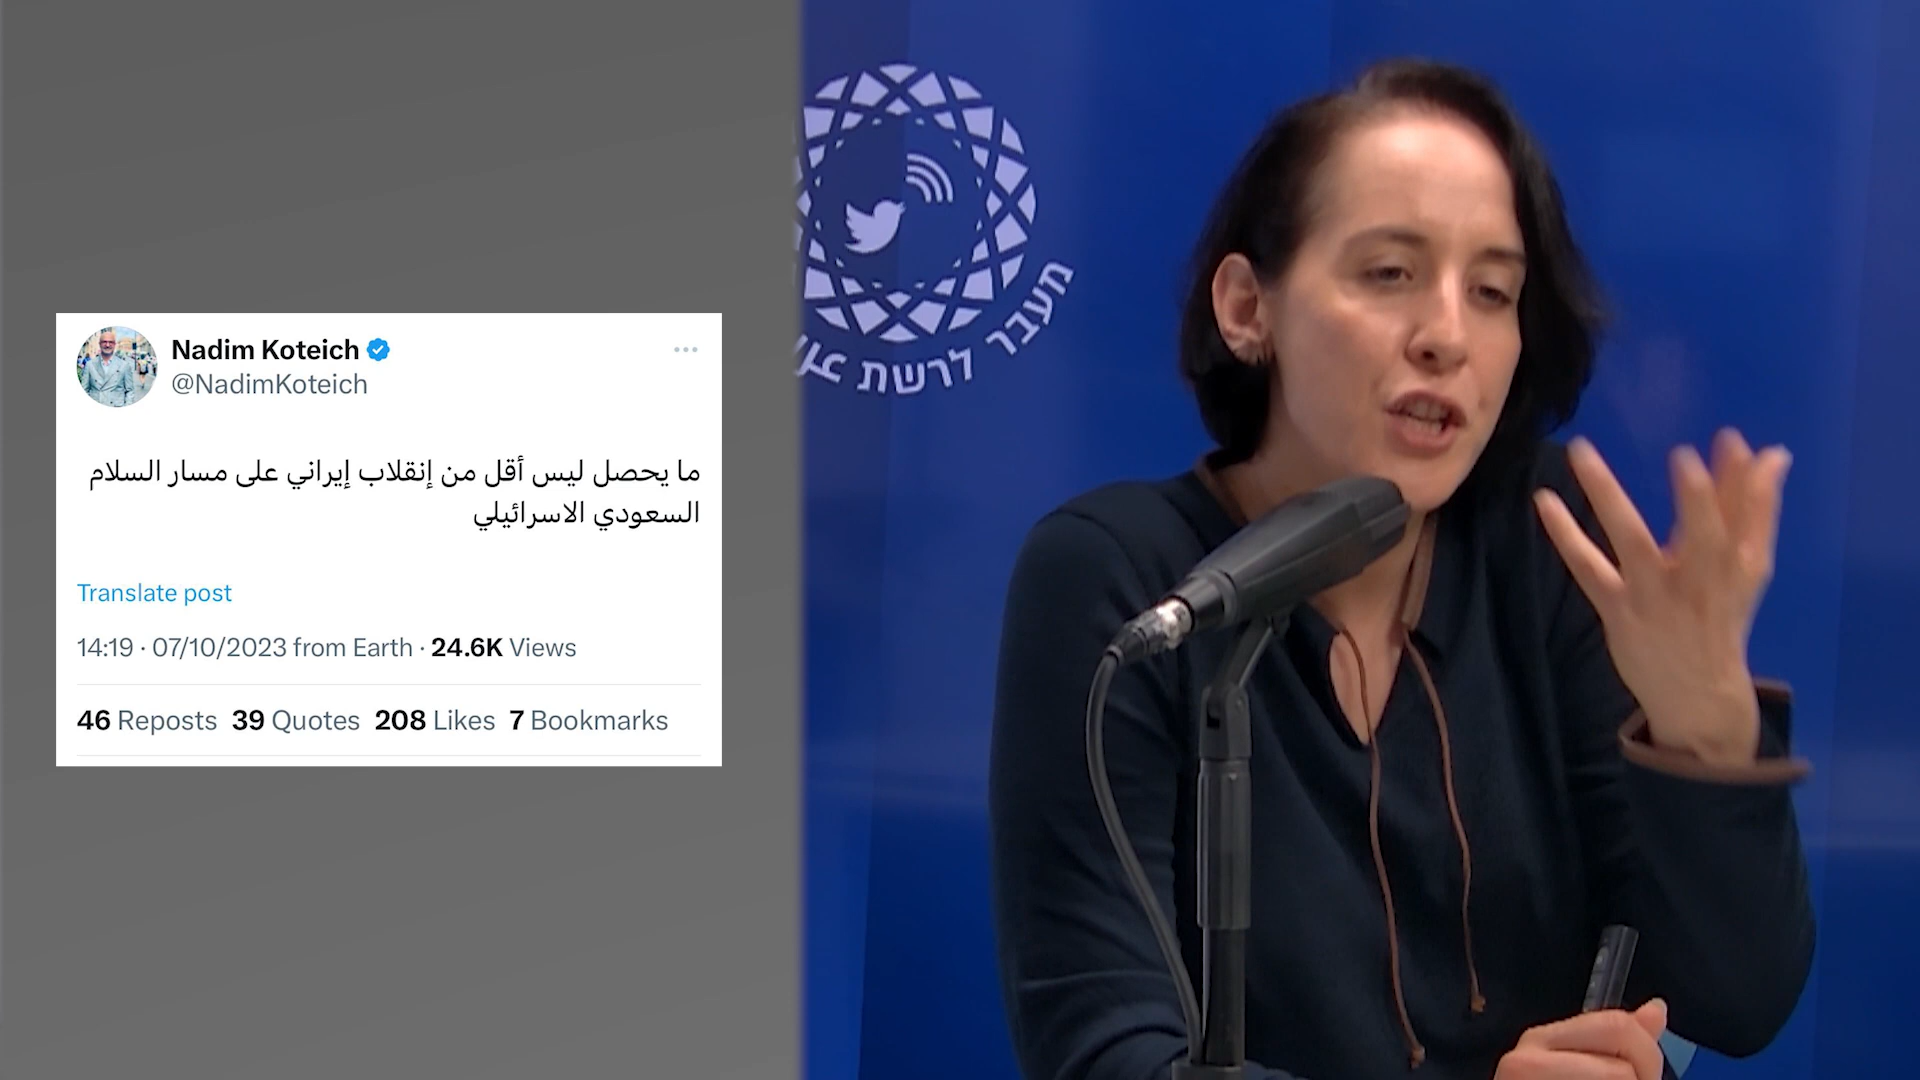 Nadim Koteich
@NadimKoteich
ما يحصل ليس أقل من إنقلاب إيراني على مسار السلام
السعودي الاسرائيلي
Translate post
14:19 · 07/10/2023 from Earth · 24.6K Views
46 Reposts 39 Quotes 208 Likes 7 Bookmarks
מעבר לרשת